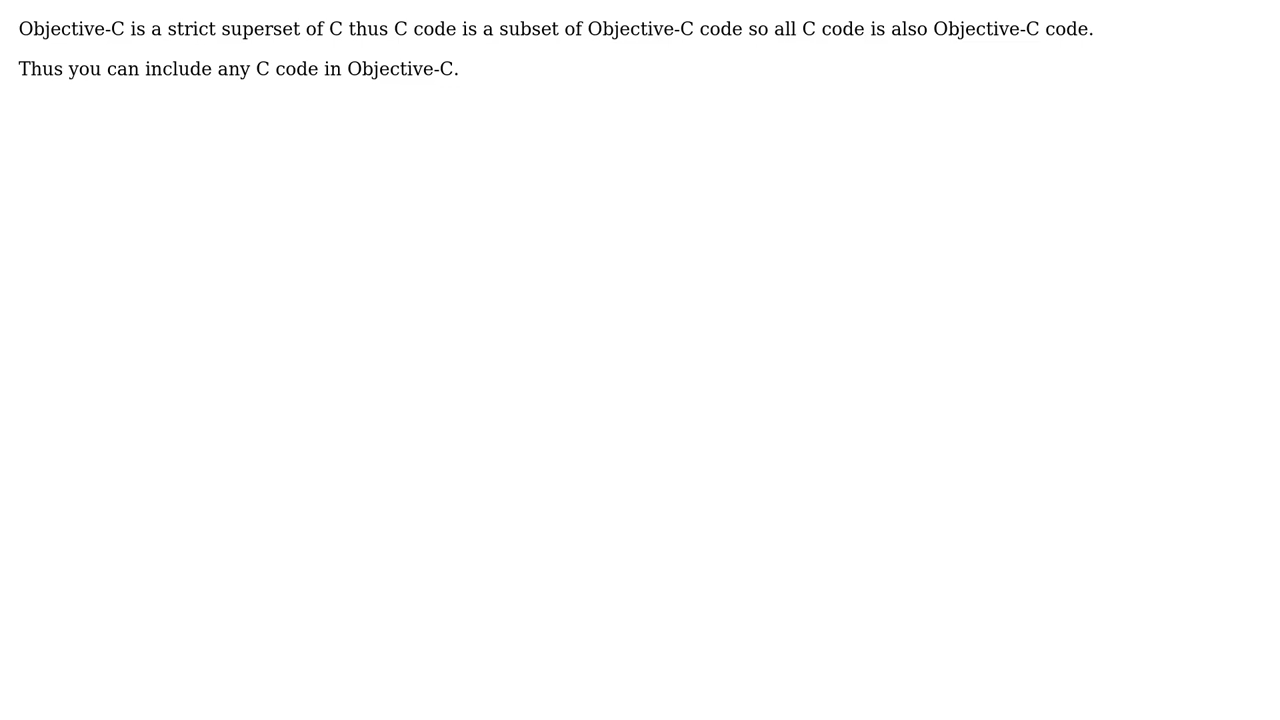 Objective-C is a strict superset of C thus C code is a subset of Objective-C code so all C code is also Objective-C code.
Thus you can include any C code in Objective-C.